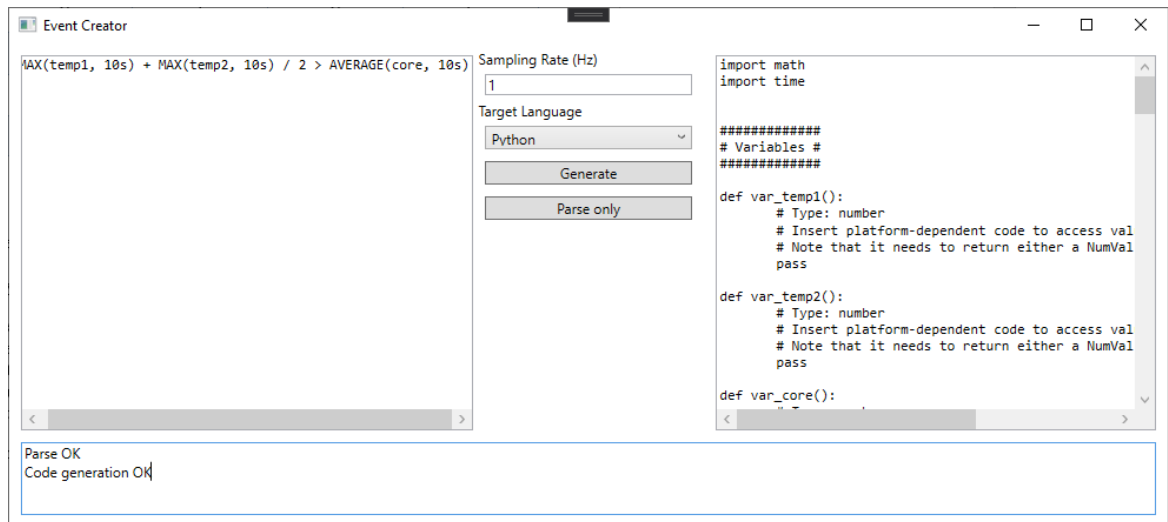 Event Creator
MAX(temp1, 10s) + MAX(temp2, 10s) / 2 > AVERAGE(core, 10s)
Sampling Rate (Hz)
1
Target Language
Python
Generate
Parse only
import math
import time
#############
# Variables #
#############
def var_temp1():
# Type: number
# Insert platform-dependent code to access val
# Note that it needs to return either a NumVal
pass
def var_temp2():
# Type: number
# Insert platform-dependent code to access val
# Note that it needs to return either a NumVal
pass
def var_core():
Parse OK
Code generation OK